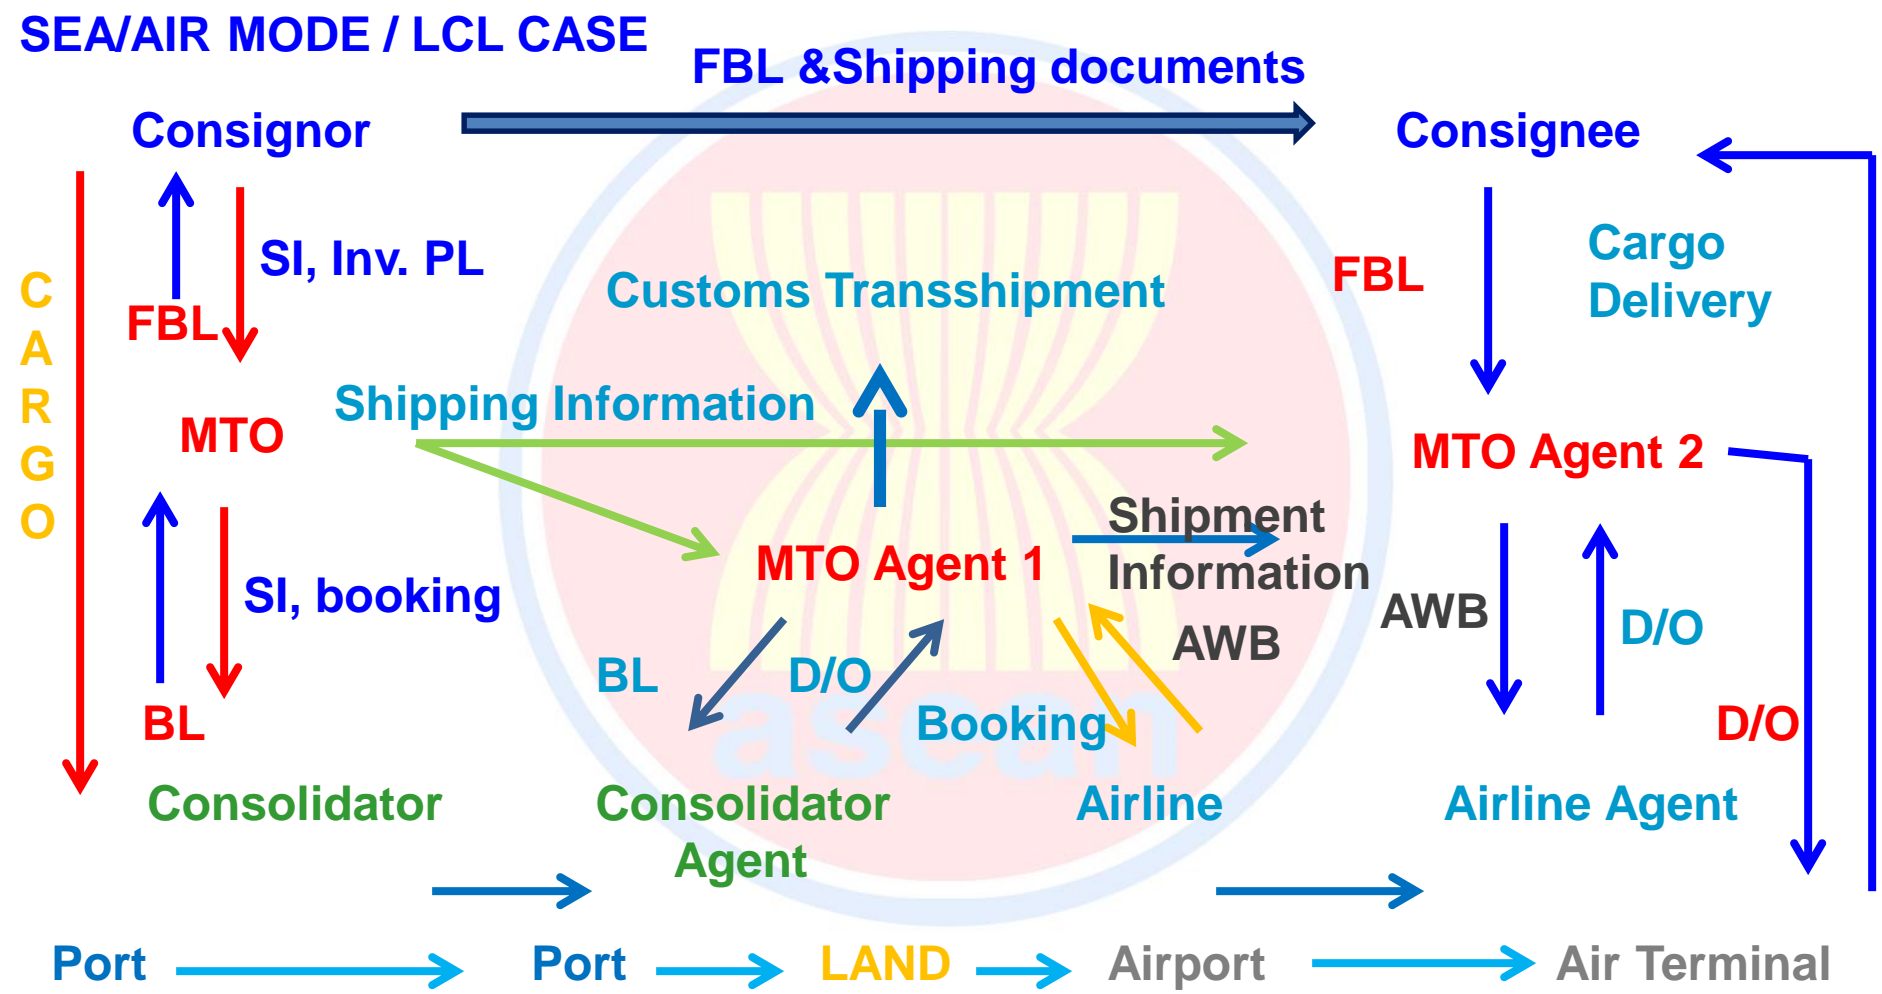 SEA/AIR MODE / LCL CASE
FBL &Shipping documents
Consignor
Consignee
SI, Inv. PL
FBL
C
A
R
G
O
Customs Transshipment
FBL
Cargo
Delivery
Shipping Information
MTO
MTO Agent 2
Shipment
Information
MTO Agent 1
SI, booking
AWB
AWB
D/O
BL
D/O
BL
Booking
D/O
asean
Consolidator
Consolidator
Agent
Airline
Airline Agent
Port
Port
LAND
Airport
Air Terminal